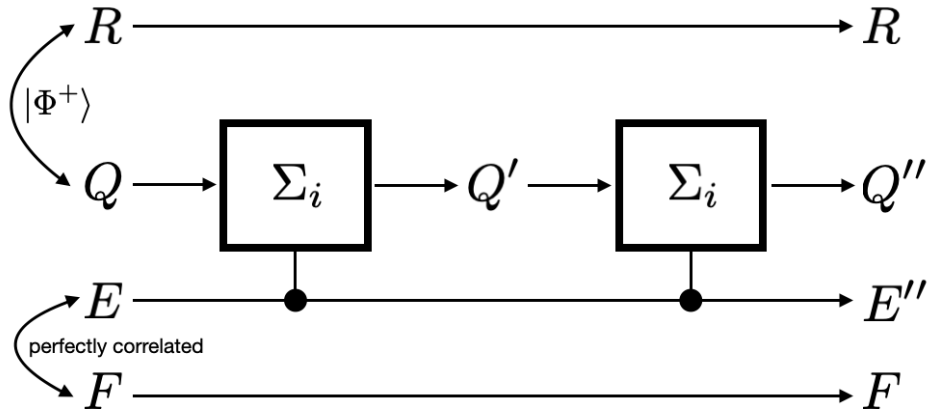 R R
|Φ⁺⟩
Q Σᵢ Q′ Σᵢ Q″
E E″
perfectly correlated
F F